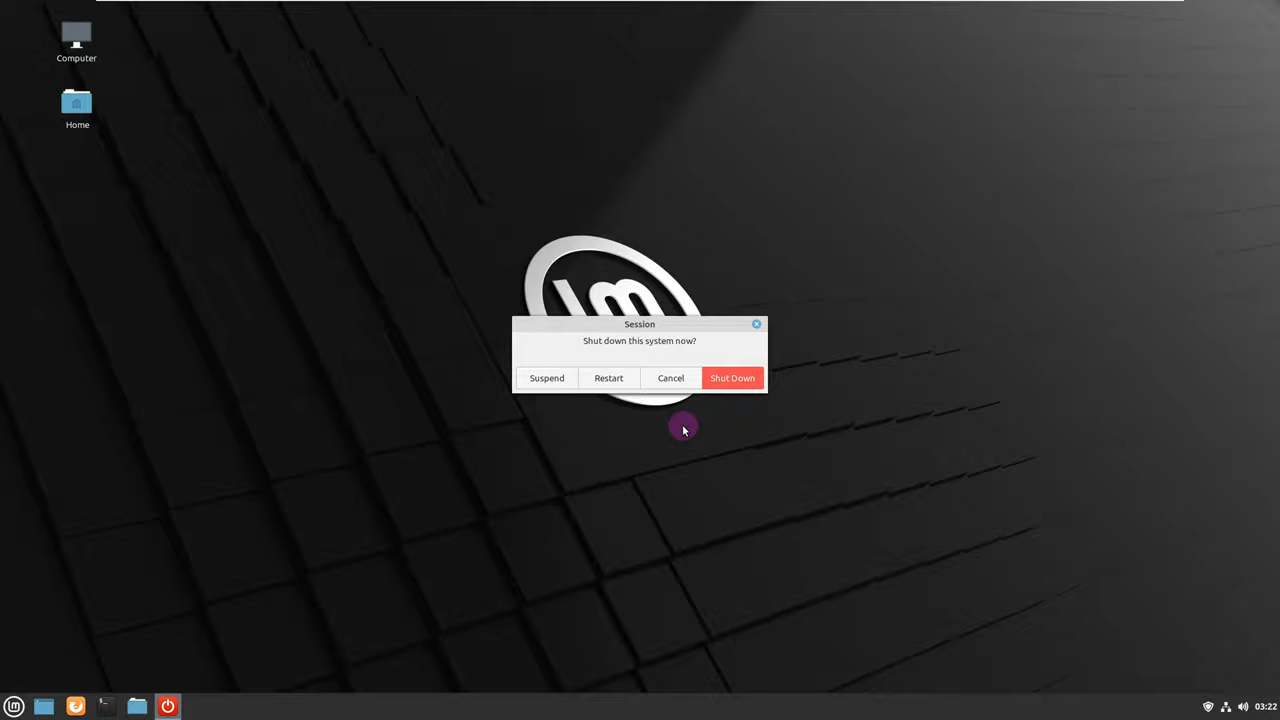 Computer
Home
Session
Shut down this system now?
Suspend
Restart
Cancel
Shut Down
03:22